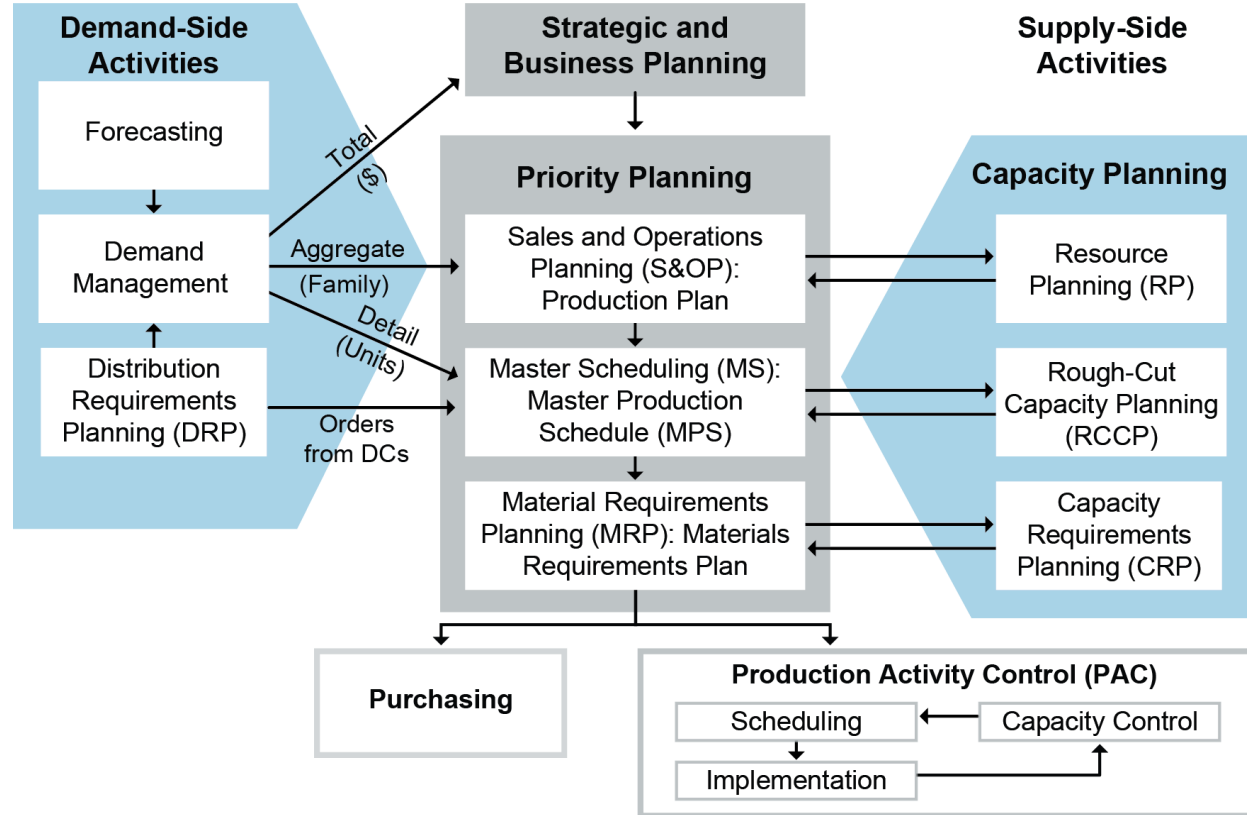 Demand-Side
Activities
Forecasting
Demand
Management
Distribution
Requirements
Planning (DRP)
Total
($)
Aggregate
(Family)
Detail
(Units)
Orders
from DCs
Strategic and
Business Planning
Priority Planning
Sales and Operations
Planning (S&OP):
Production Plan
Master Scheduling (MS):
Master Production
Schedule (MPS)
Material Requirements
Planning (MRP): Materials
Requirements Plan
Supply-Side
Activities
Capacity Planning
Resource
Planning (RP)
Rough-Cut
Capacity Planning
(RCCP)
Capacity
Requirements
Planning (CRP)
Purchasing
Production Activity Control (PAC)
Scheduling
Capacity Control
Implementation